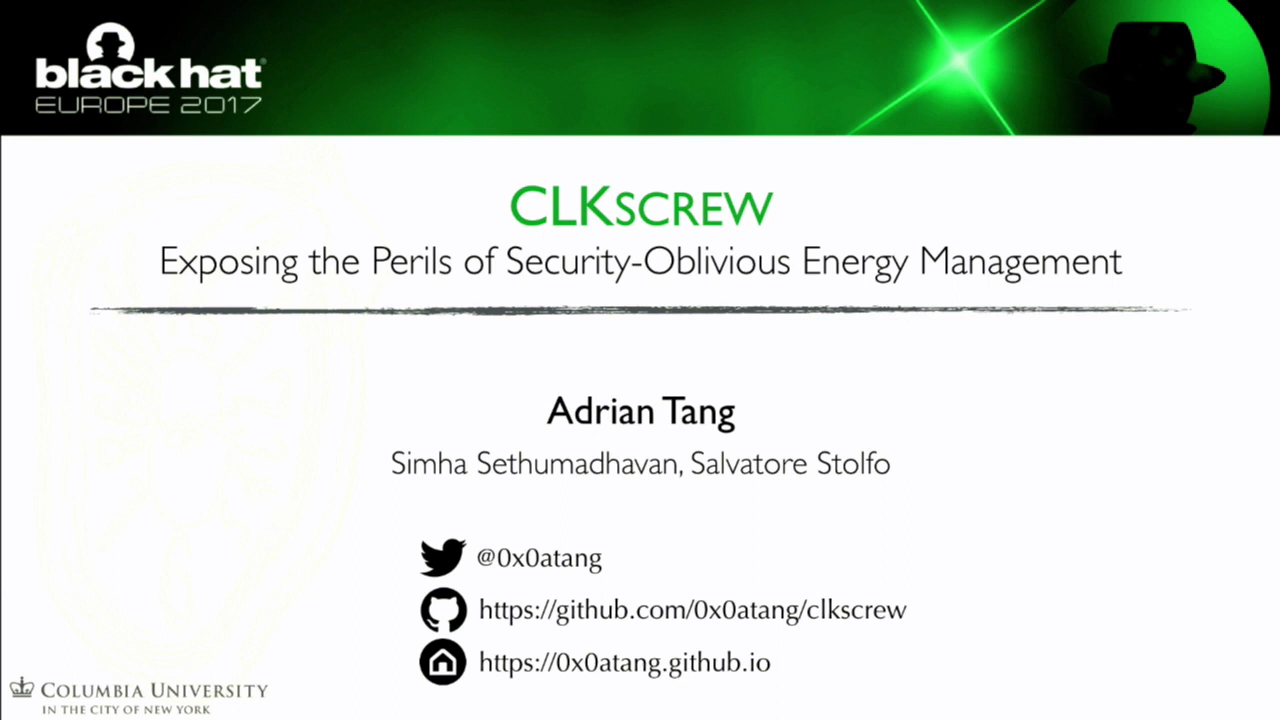 black hat®
EUROPE 2017
CLKSCREW
Exposing the Perils of Security-Oblivious Energy Management
Adrian Tang
Simha Sethumadhavan, Salvatore Stolfo
@0x0atang
https://github.com/0x0atang/clkscrew
https://0x0atang.github.io
COLUMBIA UNIVERSITY
IN THE CITY OF NEW YORK